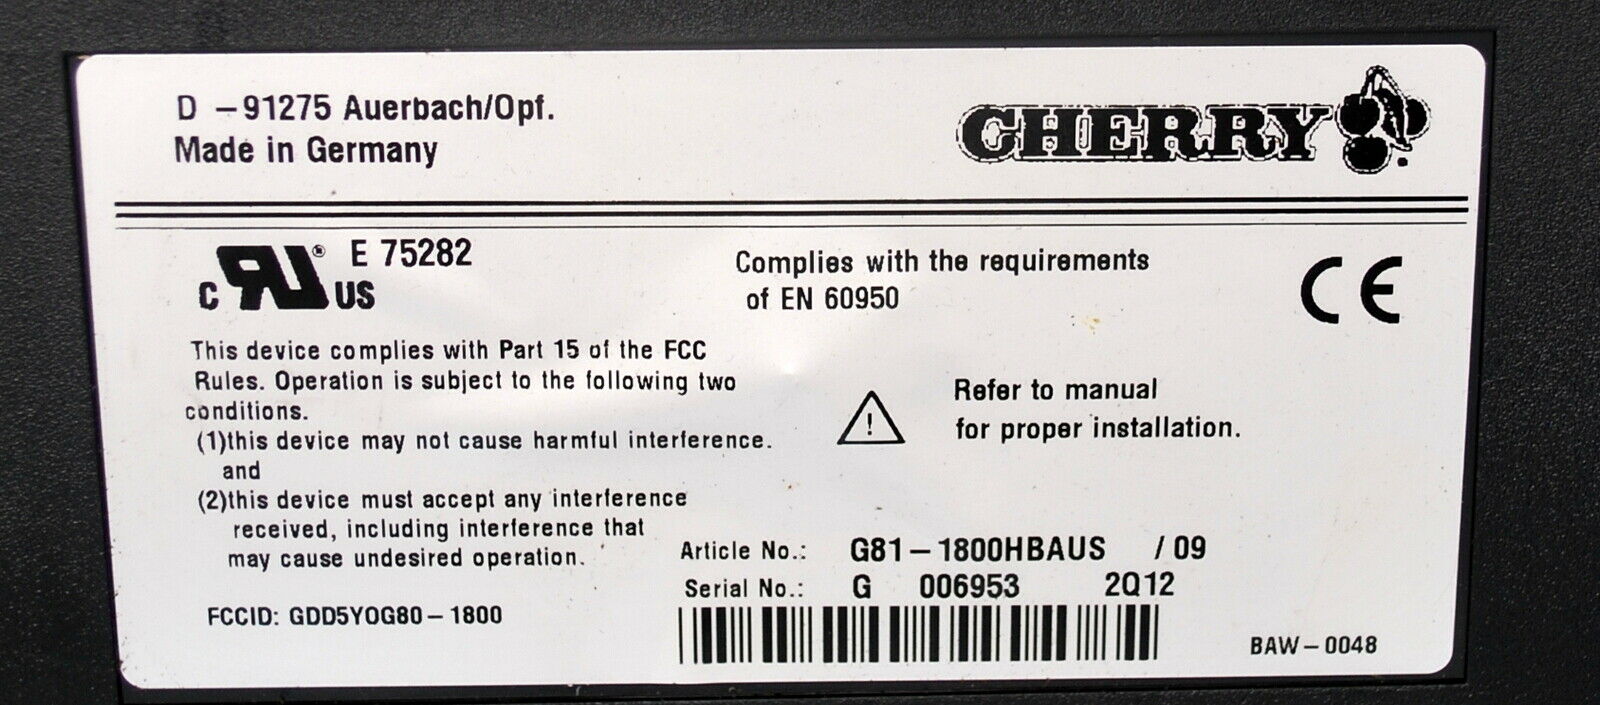 D -91275 Auerbach/Opf.
Made in Germany
CHERRY
c RU ® US E 75282
Complies with the requirements
of EN 60950
CE
This device complies with Part 15 of the FCC
Rules. Operation is subject to the following two
conditions.
(1)this device may not cause harmful interference.
and
(2)this device must accept any interference
received, including interference that
may cause undesired operation.
! Refer to manual
for proper installation.
Article No.: G81-1800HBAUS /09
Serial No.: G 006953 2Q12
FCCID: GDD5YOG80-1800
BAW-0048